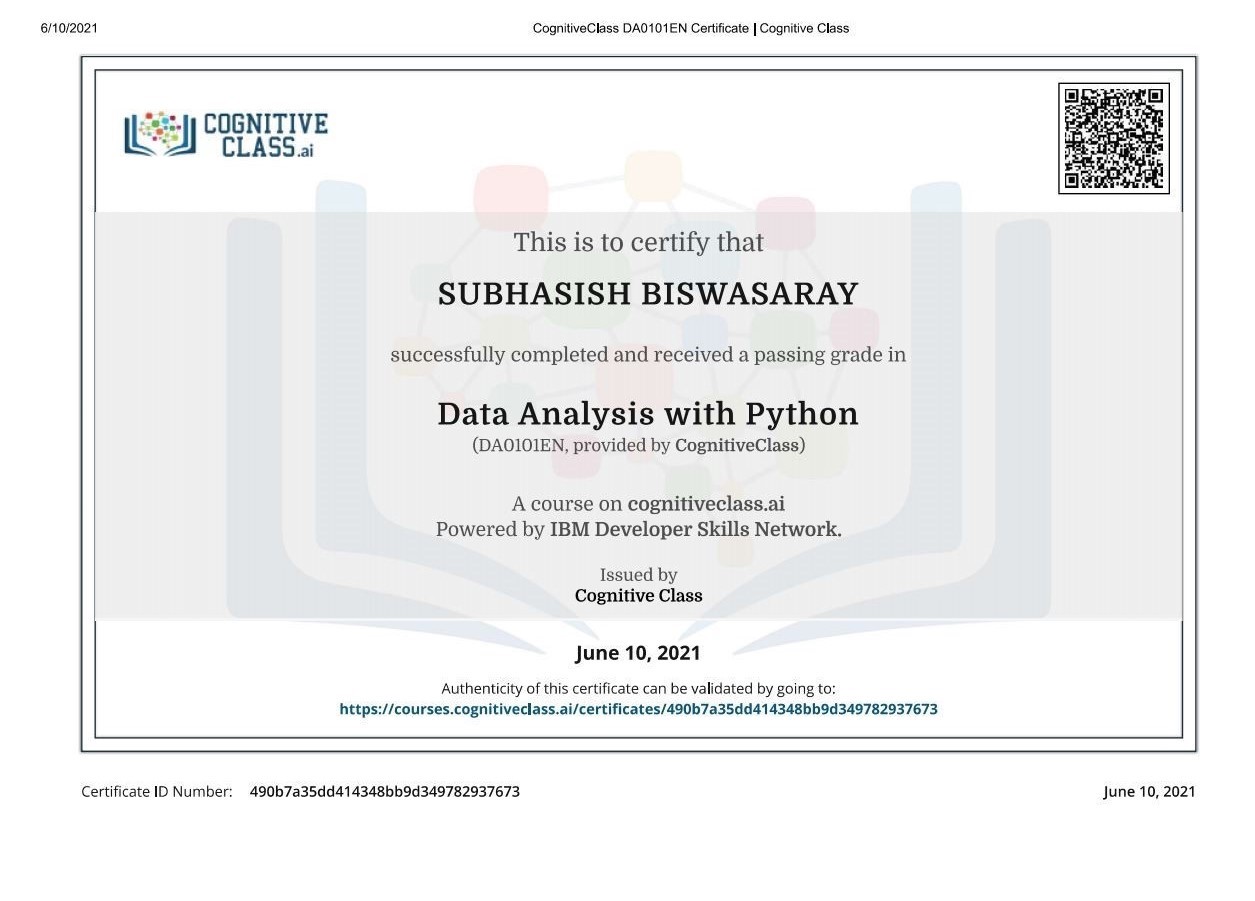 6/10/2021
CognitiveClass DA0101EN Certificate | Cognitive Class
COGNITIVE
CLASS.ai
This is to certify that
SUBHASISH BISWASARAY
successfully completed and received a passing grade in
Data Analysis with Python
(DA0101EN, provided by CognitiveClass)
A course on cognitiveclass.ai
Powered by IBM Developer Skills Network.
Issued by
Cognitive Class
June 10, 2021
Authenticity of this certificate can be validated by going to:
https://courses.cognitiveclass.ai/certificates/490b7a35dd414348bb9d349782937673
Certificate ID Number: 490b7a35dd414348bb9d349782937673
June 10, 2021